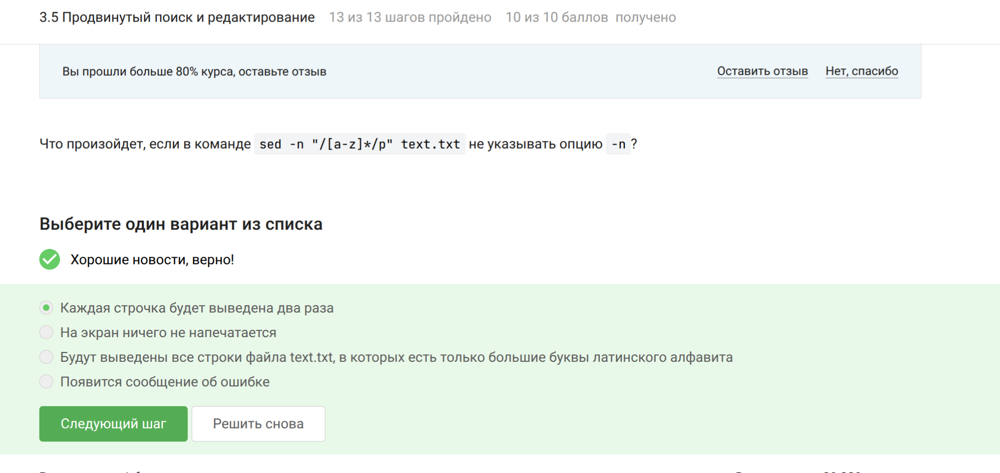 3.5 Продвинутый поиск и редактирование 13 из 13 шагов пройдено 10 из 10 баллов получено
Вы прошли больше 80% курса, оставьте отзыв Оставить отзыв Нет, спасибо
Что произойдет, если в команде sed -n "/[a-z]*/p" text.txt не указывать опцию -n?
Выберите один вариант из списка
Хорошие новости, верно!
Каждая строчка будет выведена два раза
На экран ничего не напечатается
Будут выведены все строки файла text.txt, в которых есть только большие буквы латинского алфавита
Появится сообщение об ошибке
Следующий шаг Решить снова